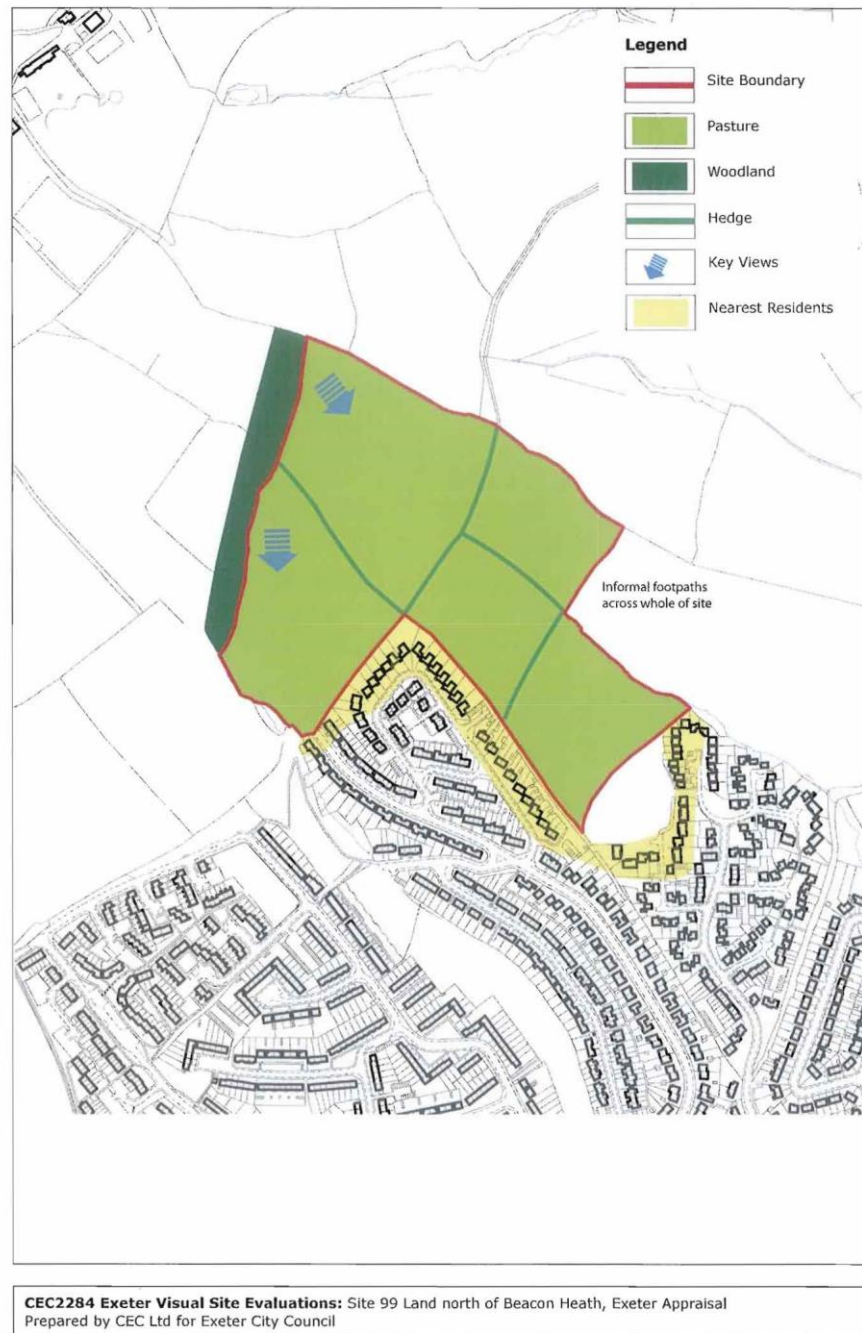 Legend
Site Boundary
Pasture
Woodland
Hedge
Key Views
Nearest Residents
Informal footpaths
across whole of site
CEC2284 Exeter Visual Site Evaluations: Site 99 Land north of Beacon Heath, Exeter Appraisal
Prepared by CEC Ltd for Exeter City Council